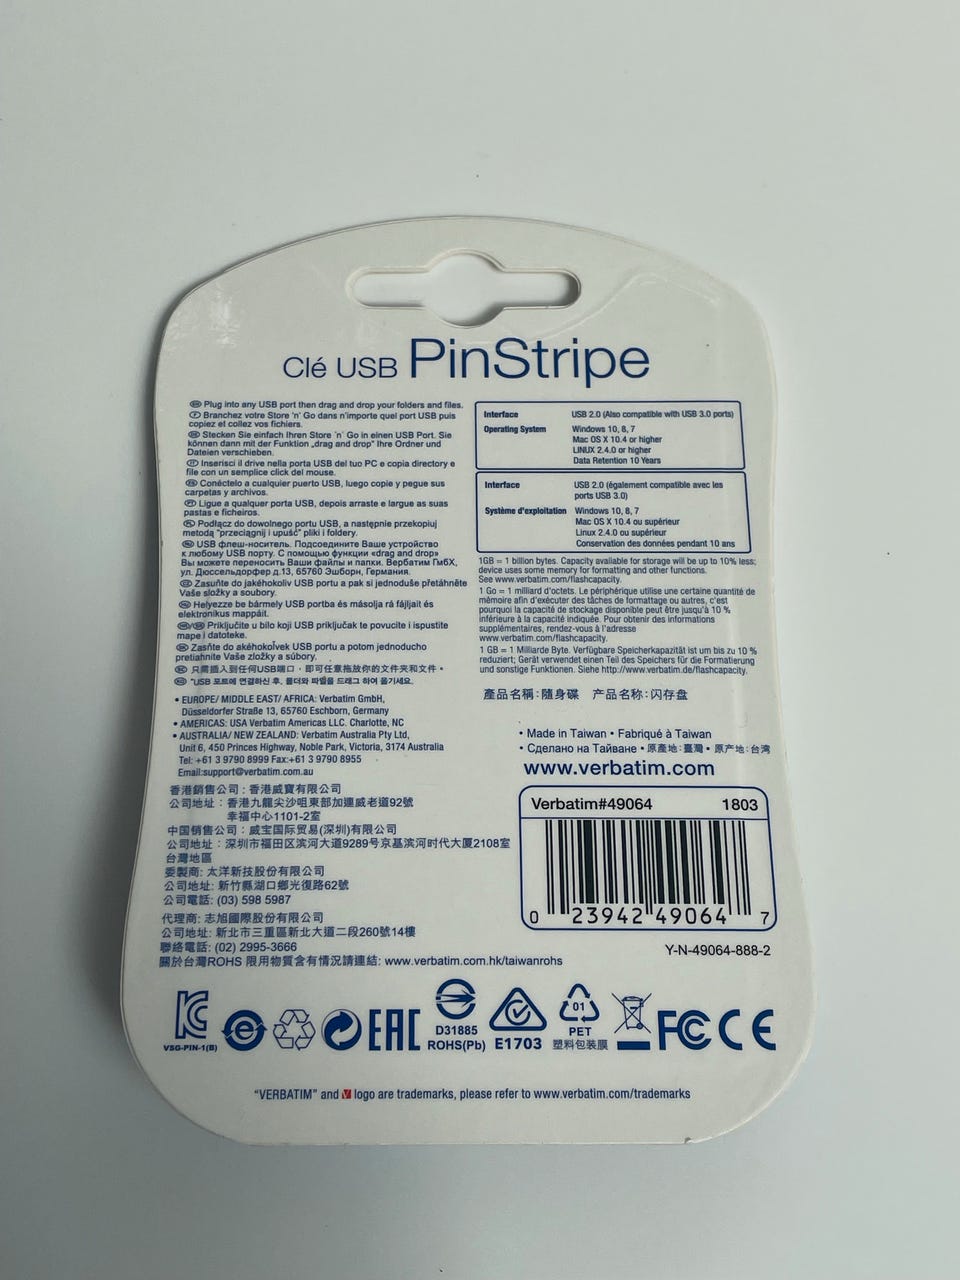 Clé USB PinStripe
Plug into any USB port then drag and drop your folders and files.
Branchez votre Store 'n' Go dans n'importe quel port USB puis
copiez et collez vos fichiers.
Stecken Sie einfach Ihren Store 'n' Go in einen USB Port. Sie
können dann mit der Funktion „drag and drop" Ihre Ordner und
Dateien verschieben.
Inserisci il drive nella porta USB del tuo PC e copia directory e
file con un semplice click del mouse.
Conéctelo a cualquier puerto USB, luego copie y pegue sus
carpetas y archivos.
Ligue a qualquer porta USB, depois arraste e largue as suas
pastas e ficheiros.
Podłącz do dowolnego portu USB, a następnie przekopiuj
metodą "przeciągnij i upuść" pliki i foldery.
USB флеш-носитель. Подсоедините Ваше устройство
к любому USB порту. С помощью функции «drag and drop»
Вы можете переносить Ваши файлы и папки. Вербатим ГмбХ,
ул. Дюссельдорфер д.13, 65760 Эшборн, Германия.
Zasuňte do jakéhokoliv USB portu a pak si jednoduše přetáhněte
Vaše složky a soubory.
Helyezze be bármely USB portba és másolja rá fájljait és
elektronikus mappáit.
Priključite u bilo koji USB priključak te povucite i ispustite
mape i datoteke.
Zasňte do akéhokoľvek USB portu a potom jednoducho
pretiahnite Vaše zložky a súbory.
只需插入到任何USB端口，即可任意拖放你的文件夹和文件。
"USB 포트에 연결하신 후, 폴더와 파일을 드래그 하여 옮기세요.
• EUROPE/ MIDDLE EAST/ AFRICA: Verbatim GmbH,
Düsseldorfer Straße 13, 65760 Eschborn, Germany
• AMERICAS: USA Verbatim Americas LLC. Charlotte, NC
• AUSTRALIA/ NEW ZEALAND: Verbatim Australia Pty Ltd,
Unit 6, 450 Princes Highway, Noble Park, Victoria, 3174 Australia
Tel: +61 3 9790 8999 Fax:+61 3 9790 8955
Email:support@verbatim.com.au
香港銷售公司：香港威寶有限公司
公司地址：香港九龍尖沙咀東部加連威老道92號
幸福中心1101-2室
中国销售公司：威宝国际贸易(深圳)有限公司
公司地址：深圳市福田区滨河大道9289号京基滨河时代大厦2108室
台灣地區
委製商: 太洋新技股份有限公司
公司地址: 新竹縣湖口鄉光復路62號
公司電話: (03) 598 5987
代理商: 志旭國際股份有限公司
公司地址: 新北市三重區新北大道二段260號14樓
聯絡電話: (02) 2995-3666
關於台灣ROHS 限用物質含有情況請連結: www.verbatim.com.hk/taiwanrohs
Interface USB 2.0 (Also compatible with USB 3.0 ports)
Operating System Windows 10, 8, 7
Mac OS X 10.4 or higher
LINUX 2.4.0 or higher
Data Retention 10 Years
Interface USB 2.0 (également compatible avec les
ports USB 3.0)
Système d'exploitation Windows 10, 8, 7
Mac OS X 10.4 ou supérieur
Linux 2.4.0 ou supérieur
Conservation des données pendant 10 ans
1GB = 1 billion bytes. Capacity available for storage will be up to 10% less;
device uses some memory for formatting and other functions.
See www.verbatim.com/flashcapacity.
1 Go = 1 milliard d'octets. Le périphérique utilise une certaine quantité de
mémoire afin d'exécuter des tâches de formattage ou autres, c'est
pourquoi la capacité de stockage disponible peut être jusqu'à 10 %
inférieure à la capacité indiquée. Pour obtenir des informations
supplémentaires, rendez-vous à l'adresse
www.verbatim.com/flashcapacity.
1 GB = 1 Milliarde Byte. Verfügbare Speicherkapazität ist um bis zu 10 %
reduziert; Gerät verwendet einen Teil des Speichers für die Formatierung
und sonstige Funktionen. Siehe http://www.verbatim.de/flashcapacity.
產品名稱：隨身碟 产品名称：闪存盘
• Made in Taiwan • Fabriqué à Taiwan
• Сделано на Тайване • 原產地：臺灣 • 原产地：台湾
www.verbatim.com
Verbatim#49064 1803
0 23942 49064 7
Y-N-49064-888-2
VSG-PIN-1(B)
e
EAC
D31885
ROHS(Pb)
E1703
01
PET
塑料包装膜
FC CE
"VERBATIM" and V logo are trademarks, please refer to www.verbatim.com/trademarks